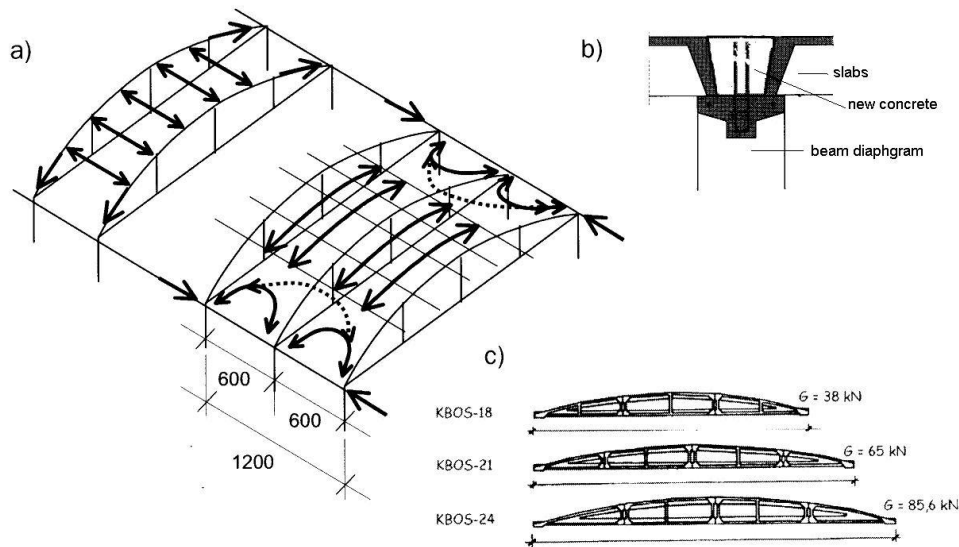 a)
b)
slabs
new concrete
beam diaphgram
600
600
1200
c)
KBOS-18
G = 38 kN
KBOS-21
G = 65 kN
KBOS-24
G = 85,6 kN